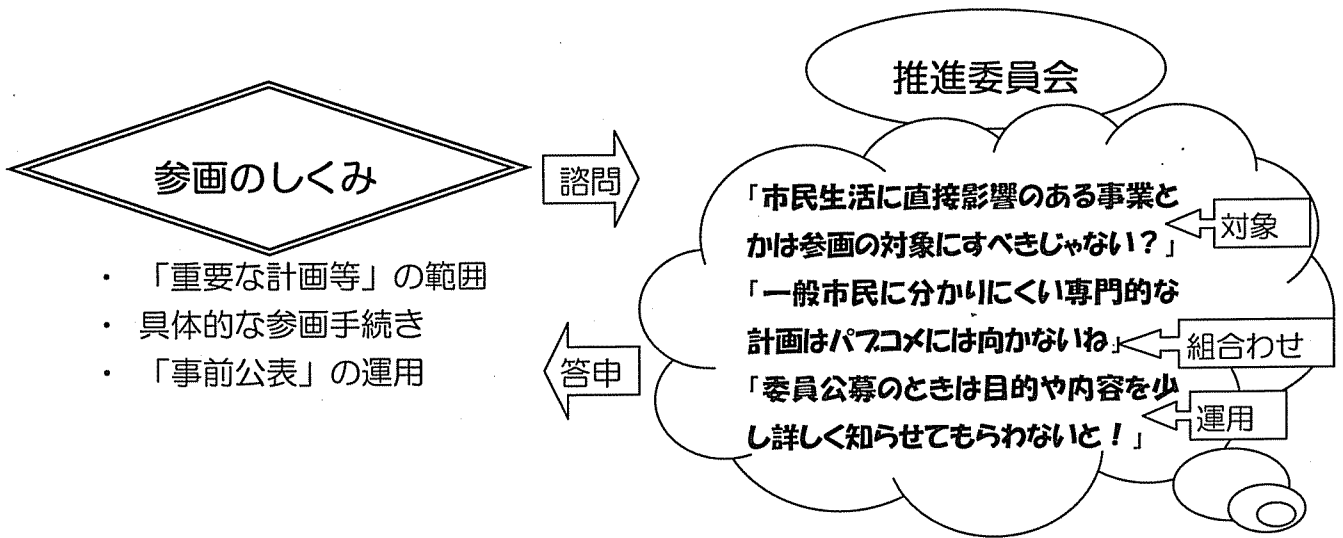 推進委員会
参画のしくみ
諮問
「市民生活に直接影響のある事業と
かは参画の対象にすべきじゃない？」
対象
・「重要な計画等」の範囲
・具体的な参画手続き
・「事前公表」の運用
答申
「一般市民に分かりにくい専門的な
計画はパブコメには向かないね」
組合わせ
「委員公募のときは目的や内容を少
し詳しく知らせてもらわないと！」
運用